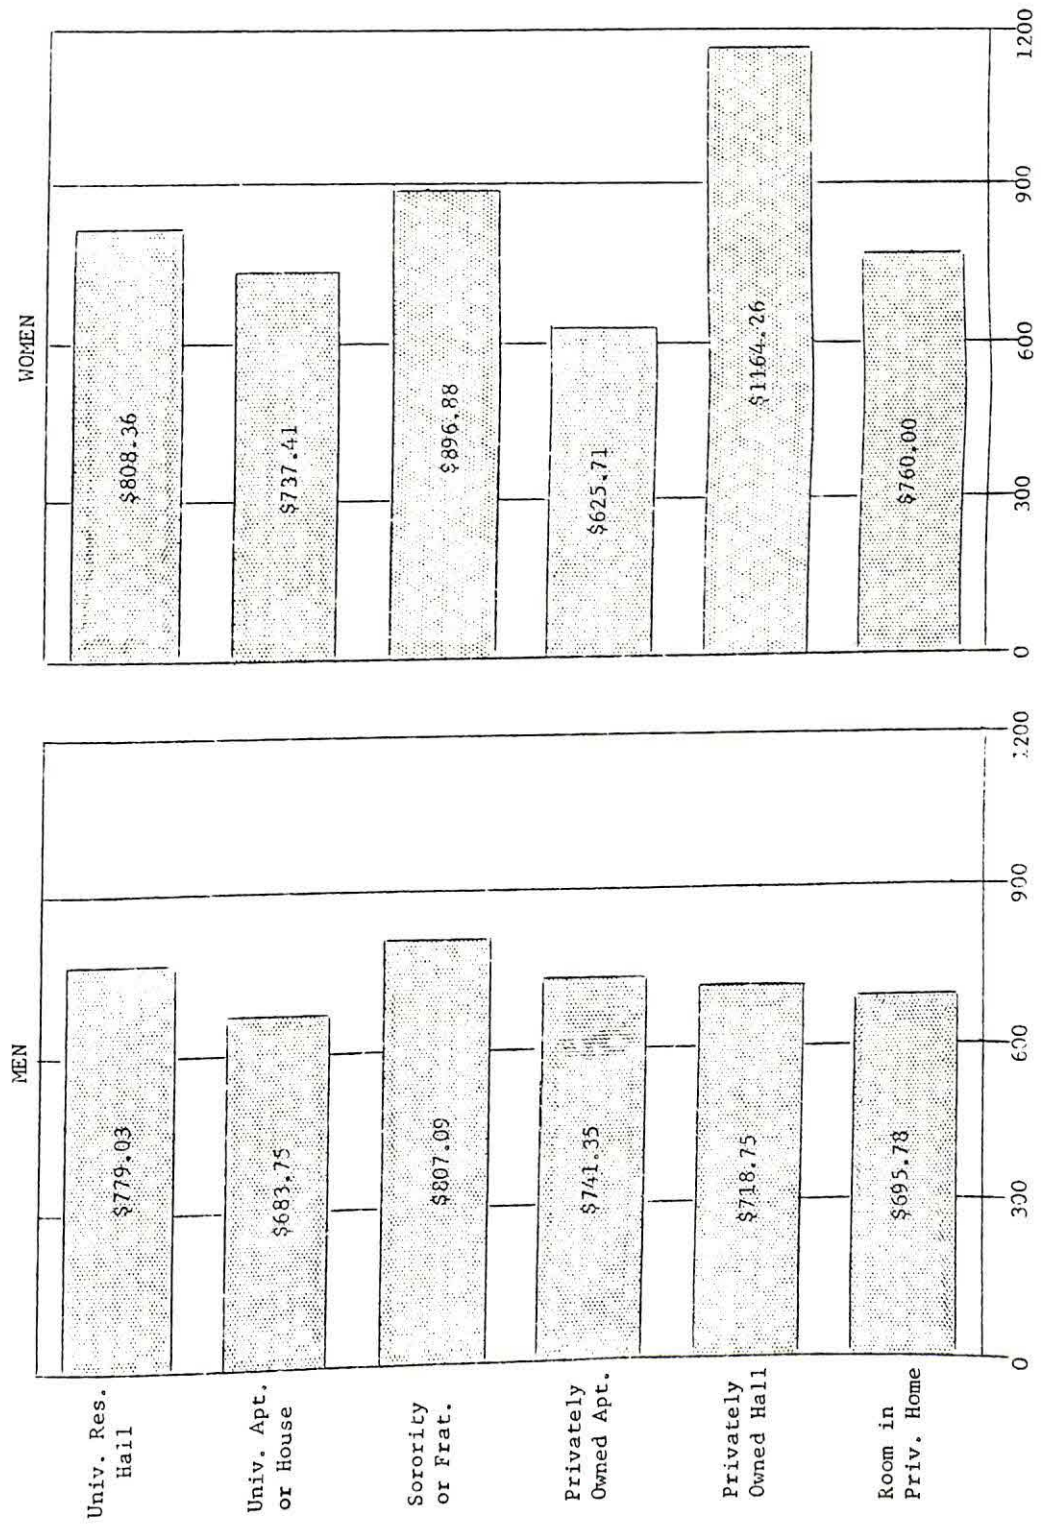 MEN
WOMEN
Univ. Res.
Hall
$779.03
$808.36
Univ. Apt.
or House
$683.75
$737.41
Sorority
or Frat.
$807.09
$896.88
Privately
Owned Apt.
$741.35
$625.71
Privately
Owned Hall
$718.75
$1164.26
Room in
Priv. Home
$695.78
$760.00
0 300 600 900 1200
0 300 600 900 1200